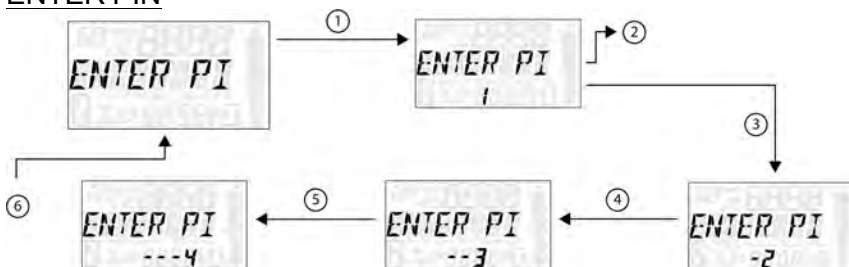 ENTER PIN
①
ENTER PI
ENTER PI
1
②
③
⑥
ENTER PI
---4
⑤
ENTER PI
--3
④
ENTER PI
-2